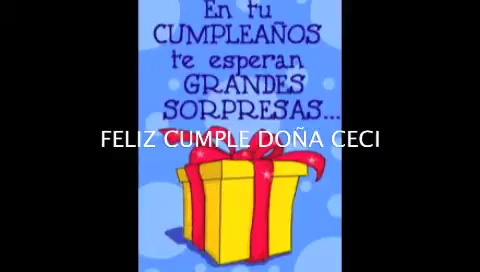 En tu
CUMPLEAÑOS
te esperan
GRANDES
SORPRESAS...
FELIZ CUMPLE DOÑA CECI